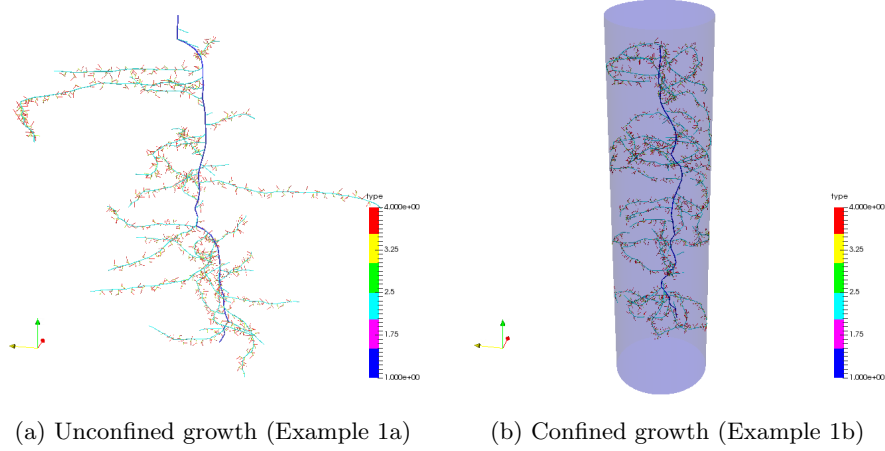 type
4.000e+00
3.25
2.5
1.75
1.000e+00
type
4.000e+00
3.25
2.5
1.75
1.000e+00
(a) Unconfined growth (Example 1a)
(b) Confined growth (Example 1b)